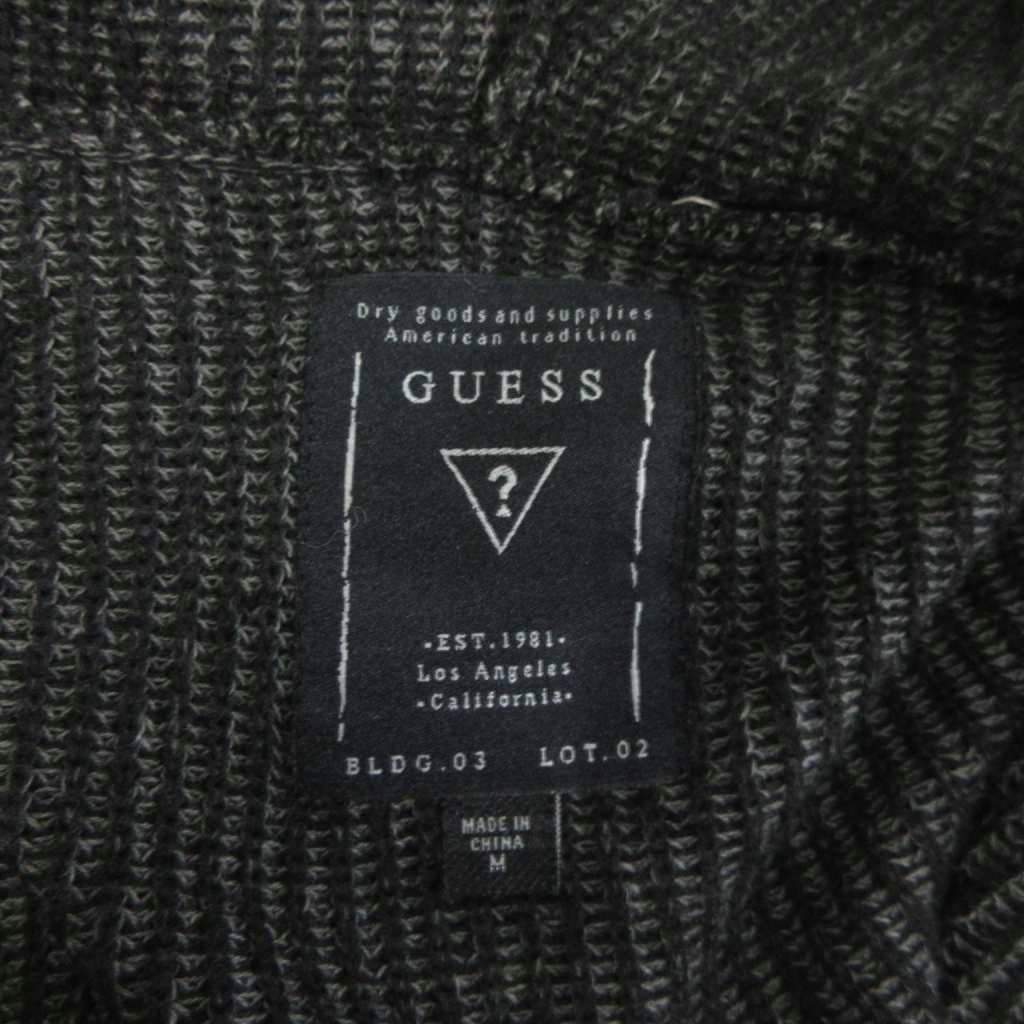 Dry goods and supplies
American tradition
GUESS
?
•EST.1981•
Los Angeles
•California•
BLDG.03 LOT.02
MADE IN
CHINA
M